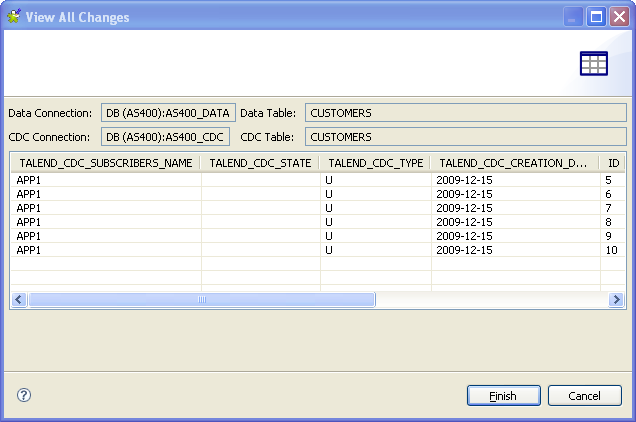 View All Changes
Data Connection: DB (AS400):AS400_DATA Data Table: CUSTOMERS
CDC Connection: DB (AS400):AS400_CDC CDC Table: CUSTOMERS
TALEND_CDC_SUBSCRIBERS_NAME TALEND_CDC_STATE TALEND_CDC_TYPE TALEND_CDC_CREATION_D... ID
APP1 U 2009-12-15 5
APP1 U 2009-12-15 6
APP1 U 2009-12-15 7
APP1 U 2009-12-15 8
APP1 U 2009-12-15 9
APP1 U 2009-12-15 10
? Finish Cancel